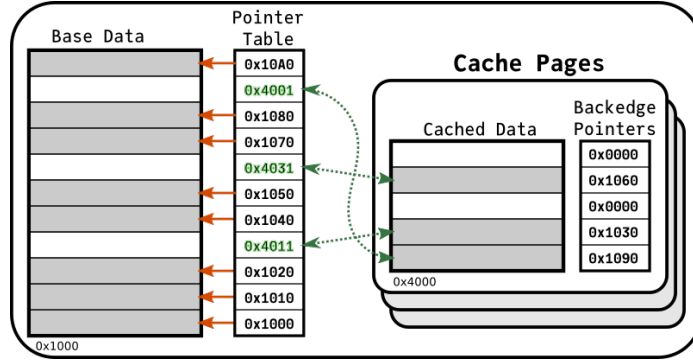 Base Data
Pointer
Table
0x10A0
0x4001
0x1080
0x1070
0x4031
0x1050
0x1040
0x4011
0x1020
0x1010
0x1000
0x1000
Cache Pages
Cached Data
Backedge
Pointers
0x0000
0x1060
0x0000
0x1030
0x1090
0x4000